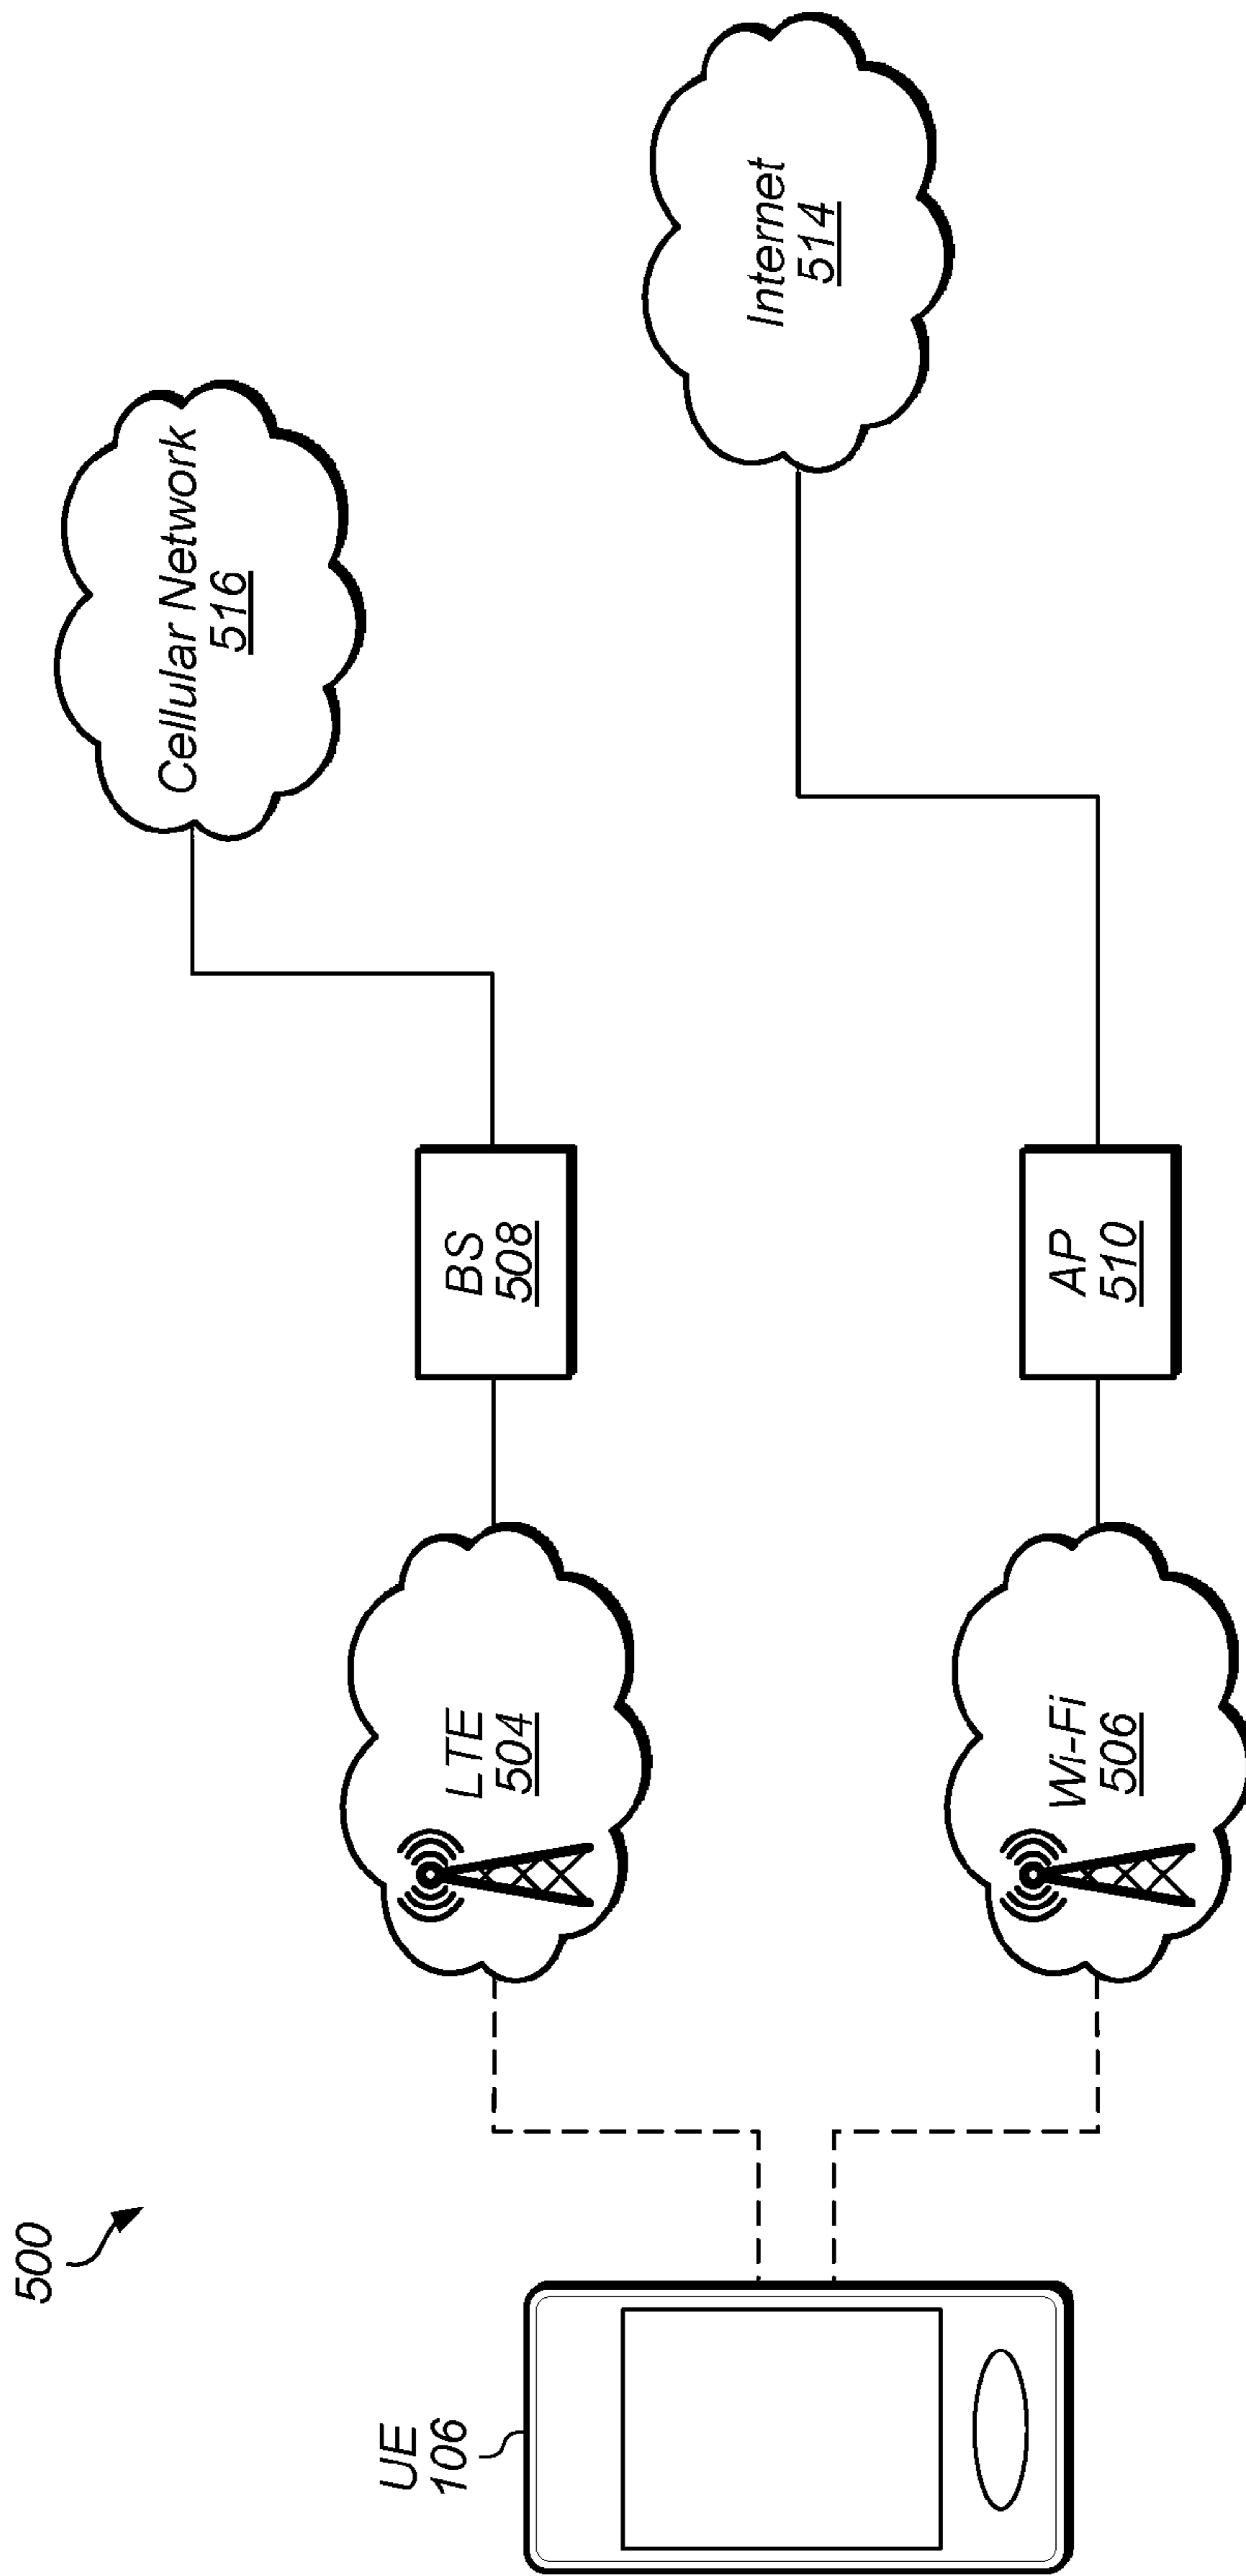 500
UE
106
LTE
504
BS
508
Cellular Network
516
Wi-Fi
506
AP
510
Internet
514